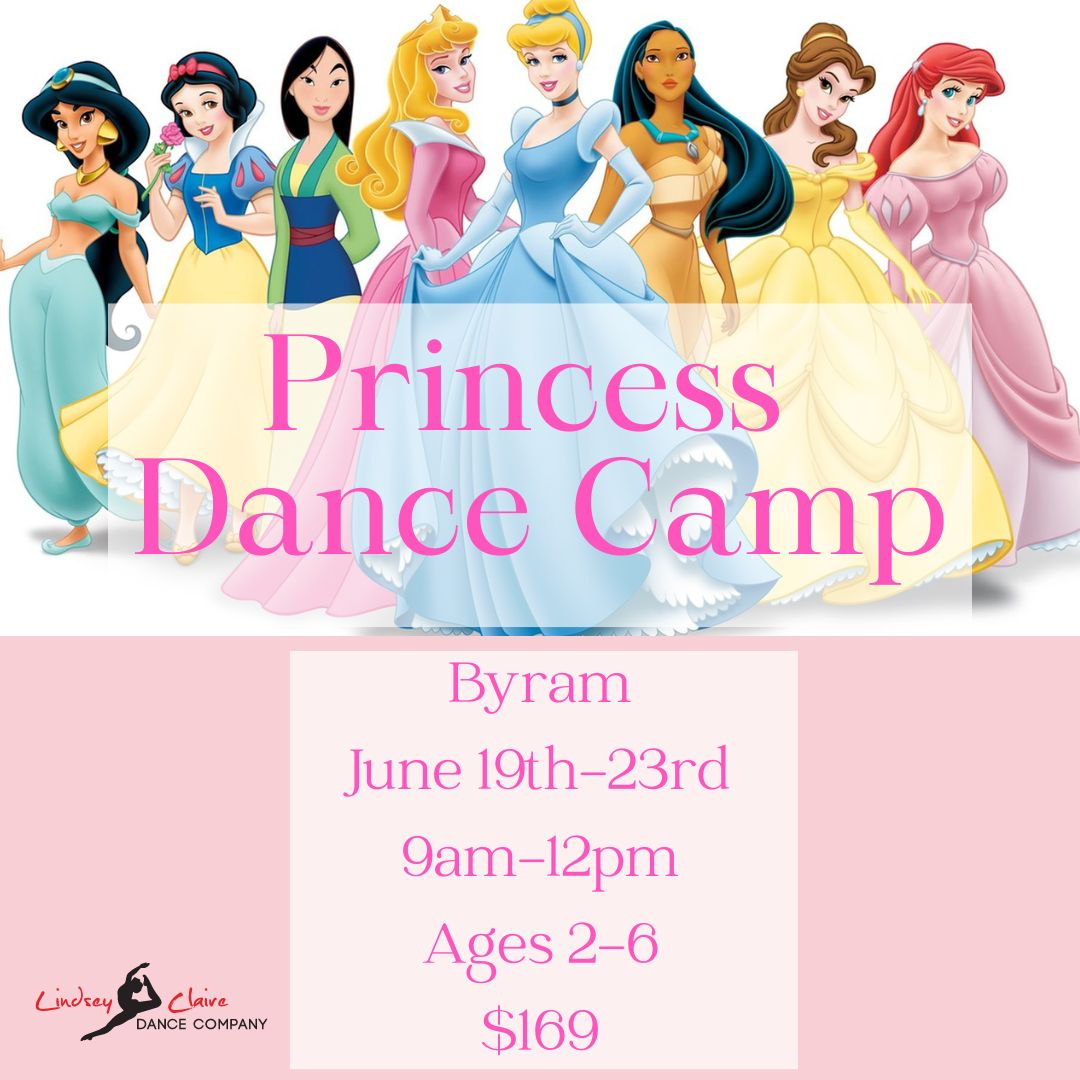 Princess
Dance Camp
Byram
June 19th-23rd
9am-12pm
Ages 2-6
$169
Lindsey Claire
DANCE COMPANY